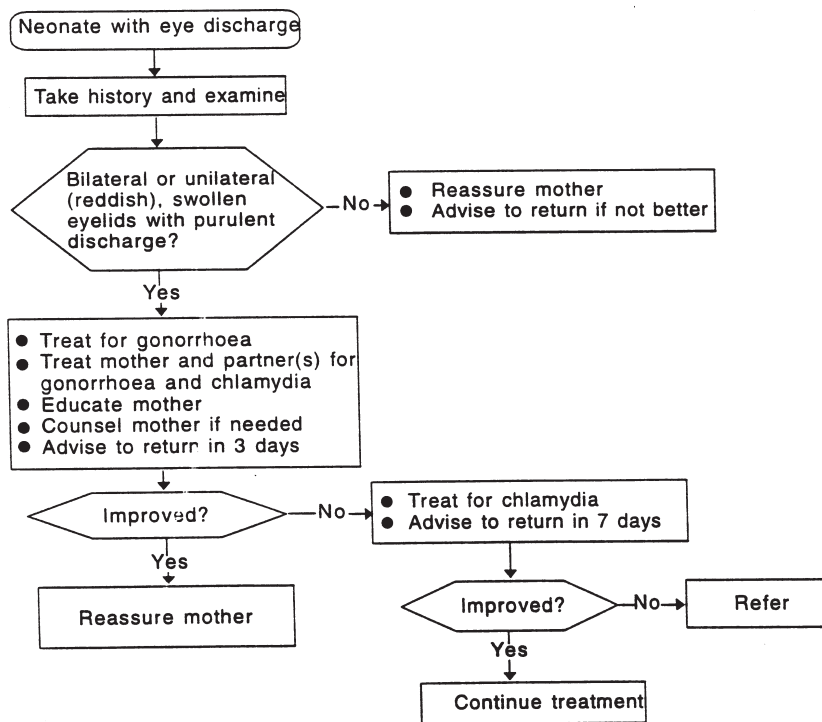 Neonate with eye discharge
Take history and examine
Bilateral or unilateral
(reddish), swollen
eyelids with purulent
discharge?
No
● Reassure mother
● Advise to return if not better
Yes
● Treat for gonorrhoea
● Treat mother and partner(s) for
gonorrhoea and chlamydia
● Educate mother
● Counsel mother if needed
● Advise to return in 3 days
Improved?
No
● Treat for chlamydia
● Advise to return in 7 days
Yes
Reassure mother
Improved?
No
Refer
Yes
Continue treatment